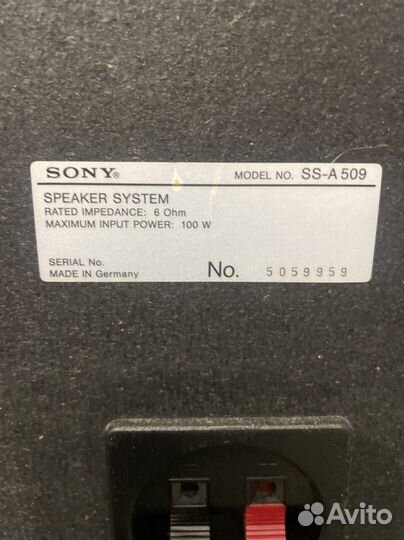 SONY® MODEL NO. SS-A509
SPEAKER SYSTEM
RATED IMPEDANCE: 6 Ohm
MAXIMUM INPUT POWER: 100 W
SERIAL No.
MADE IN Germany No. 5059959
Avito